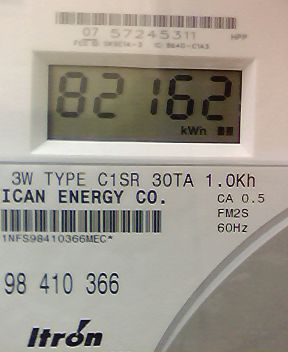 07 57245311 HPP
82162
kWh
3W TYPE C1SR 30TA 1.0Kh
ICAN ENERGY CO.
CA 0.5
FM2S
60Hz
1NFS98410366MEC*
98 410 366
Itron